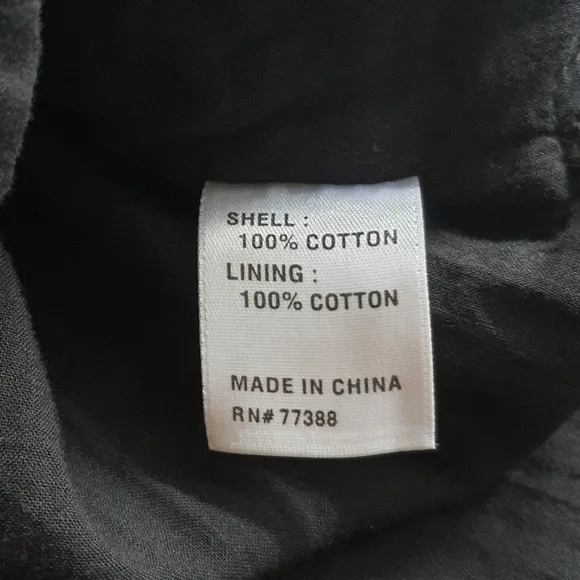 SHELL :
100% COTTON
LINING :
100% COTTON
MADE IN CHINA
RN# 77388